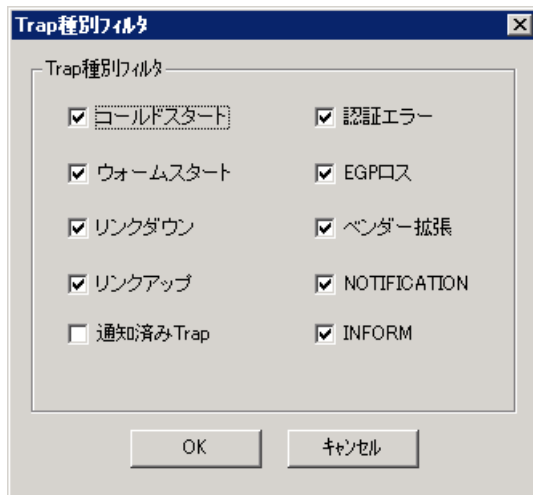 Trap種別フィルタ
Trap種別フィルタ
コールドスタート
認証エラー
ウォームスタート
EGPロス
リンクダウン
ベンダー拡張
リンクアップ
NOTIFICATION
通知済みTrap
INFORM
OK
キャンセル